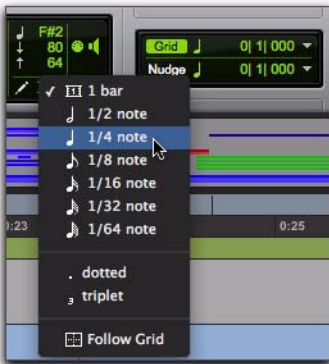 F#2
80
64
Grid 0| 1| 000
Nudge 0| 1| 000
✓ 1 bar
1/2 note
1/4 note
1/8 note
1/16 note
1/32 note
1/64 note
. dotted
3 triplet
Follow Grid
0:23
0:25